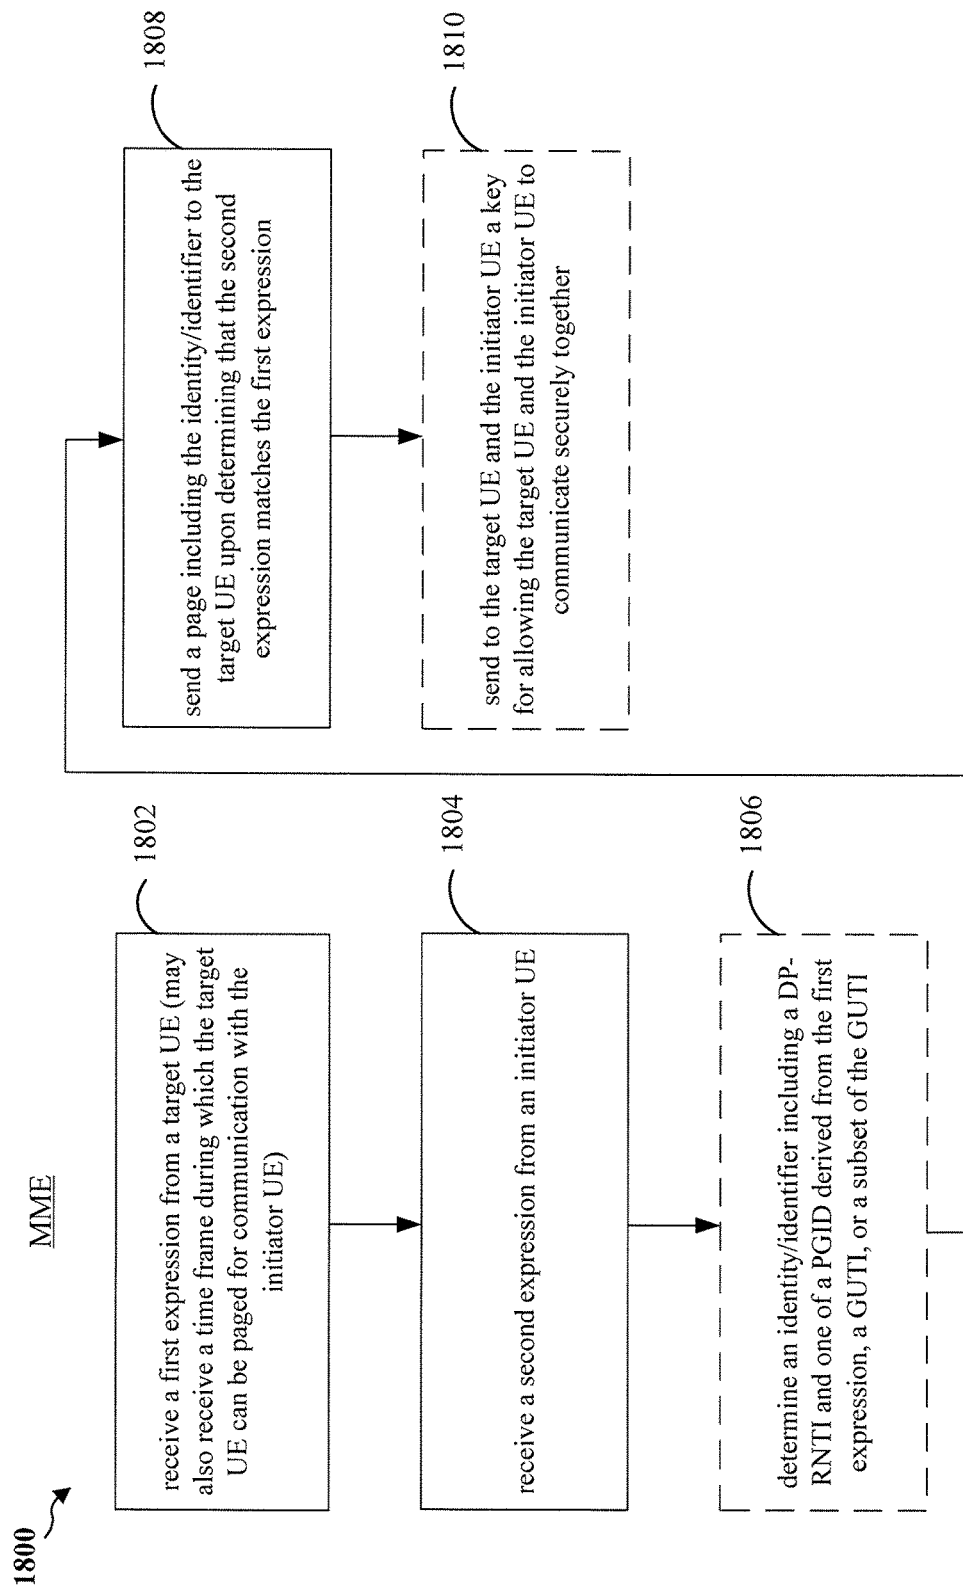 1800
MME
receive a first expression from a target UE (may
also receive a time frame during which the target
UE can be paged for communication with the
initiator UE)
1802
receive a second expression from an initiator UE
1804
determine an identity/identifier including a DP-
RNTI and one of a PGID derived from the first
expression, a GUTI, or a subset of the GUTI
1806
send a page including the identity/identifier to the
target UE upon determining that the second
expression matches the first expression
1808
send to the target UE and the initiator UE a key
for allowing the target UE and the initiator UE to
communicate securely together
1810